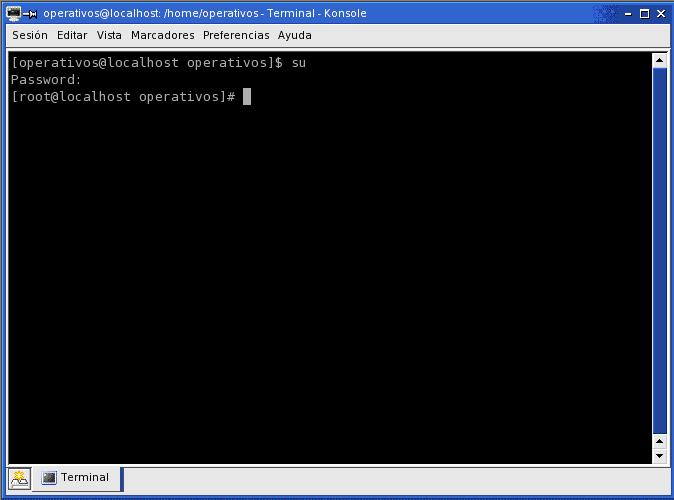 operativos@localhost: /home/operativos - Terminal - Konsole
Sesión Editar Vista Marcadores Preferencias Ayuda
[operativos@localhost operativos]$ su
Password:
[root@localhost operativos]#
Terminal